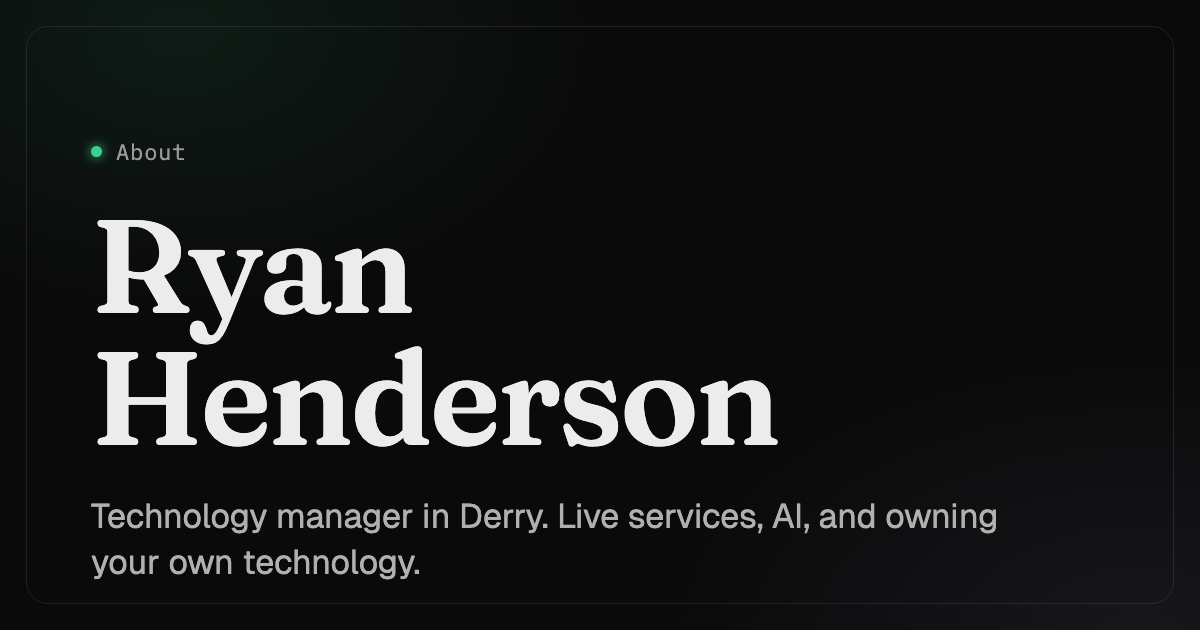 About
Ryan
Henderson
Technology manager in Derry. Live services, AI, and owning
your own technology.